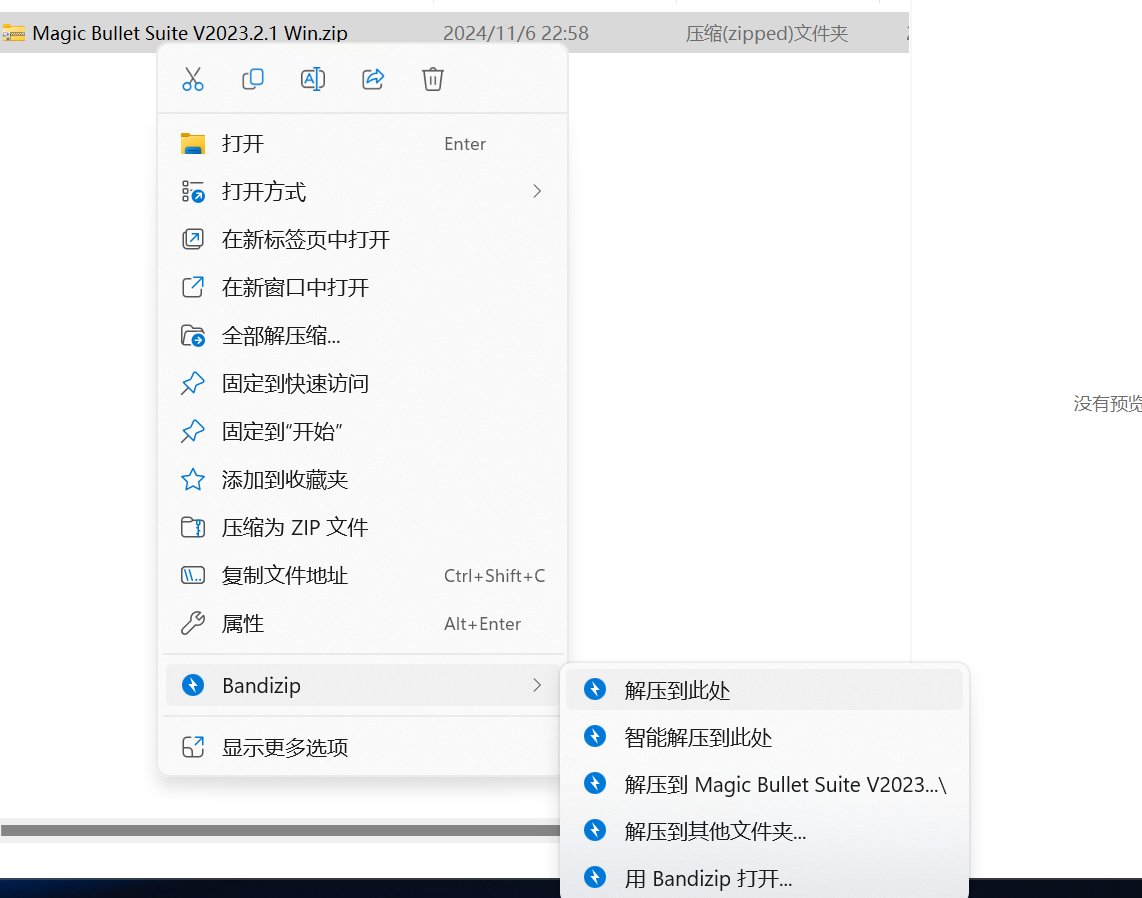 Magic Bullet Suite V2023.2.1 Win.zip 2024/11/6 22:58 压缩(zipped)文件夹
打开 Enter
打开方式
在新标签页中打开
在新窗口中打开
全部解压缩...
没有预览
固定到快速访问
固定到“开始”
添加到收藏夹
压缩为 ZIP 文件
复制文件地址 Ctrl+Shift+C
属性 Alt+Enter
Bandizip
显示更多选项
解压到此处
智能解压到此处
解压到 Magic Bullet Suite V2023...\
解压到其他文件夹...
用 Bandizip 打开...